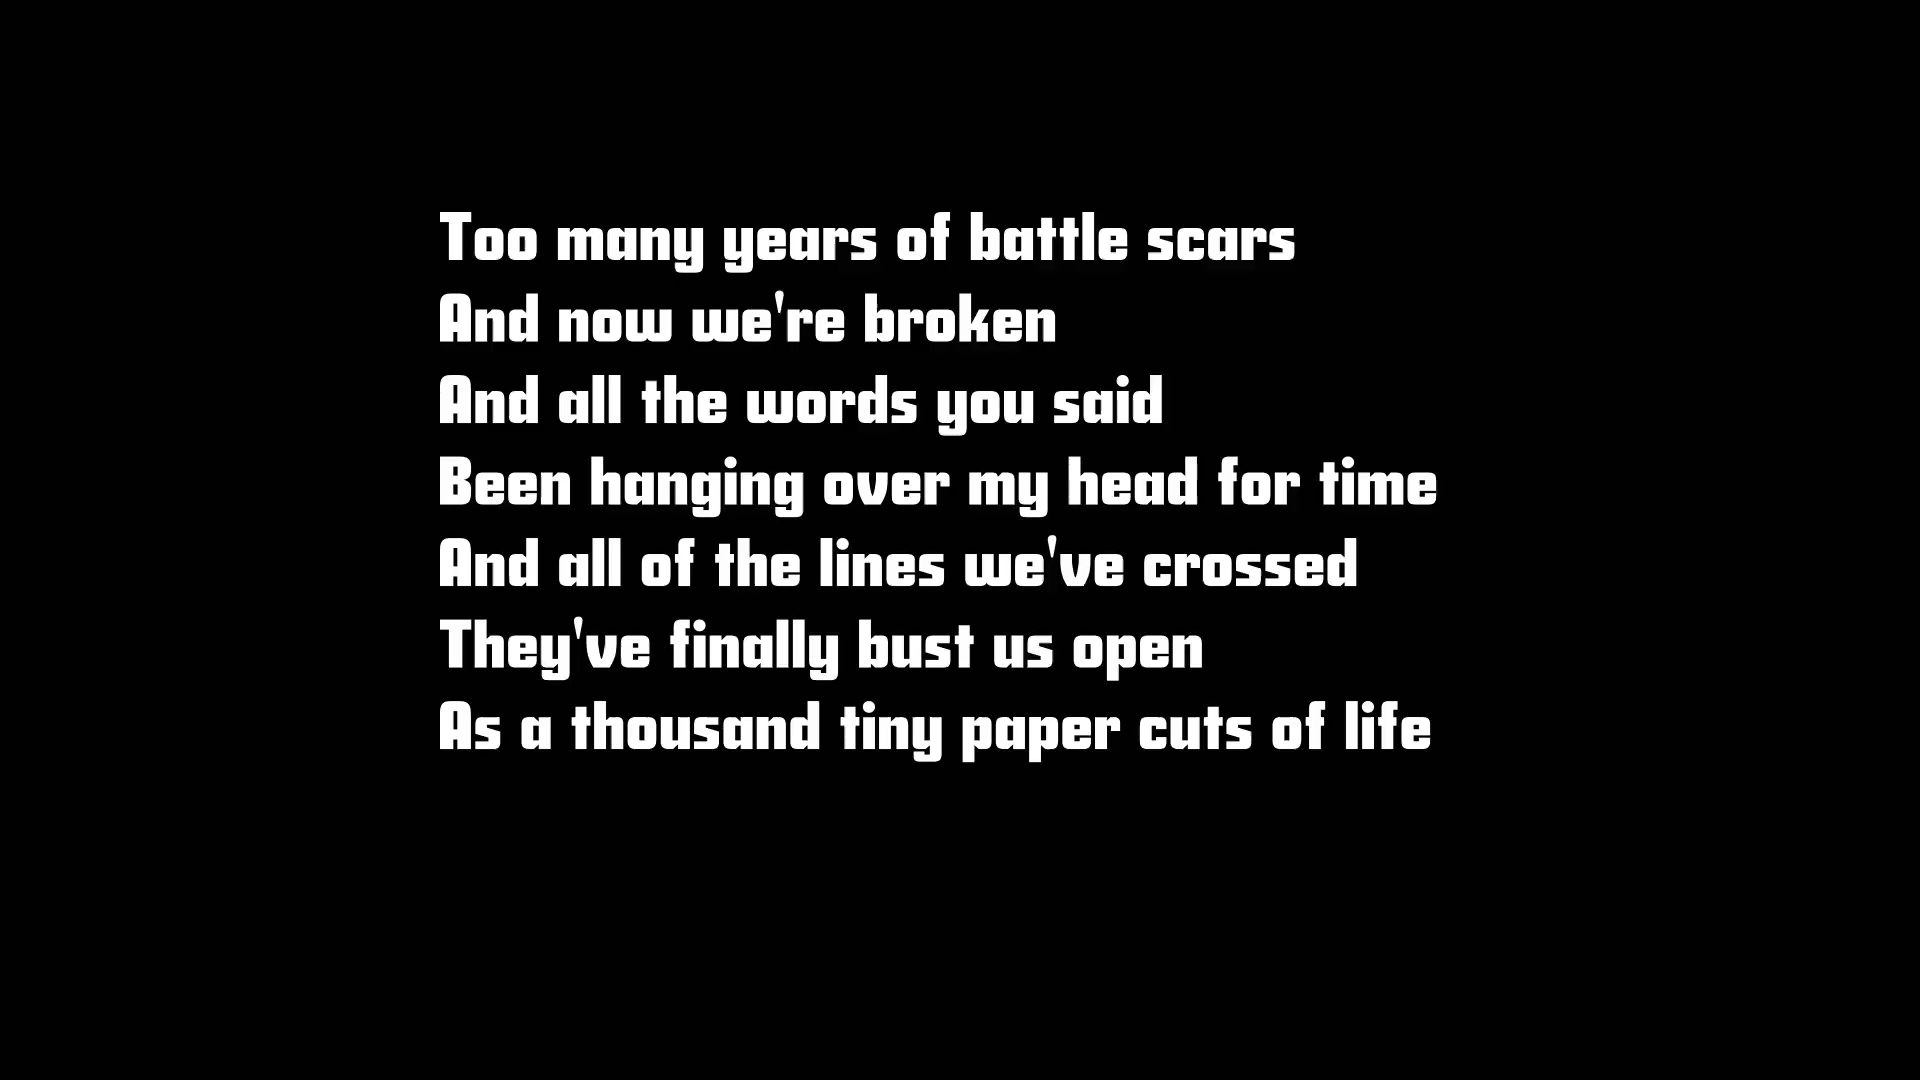 Too many years of battle scars
And now we're broken
And all the words you said
Been hanging over my head for time
And all of the lines we've crossed
They've finally bust us open
As a thousand tiny paper cuts of life